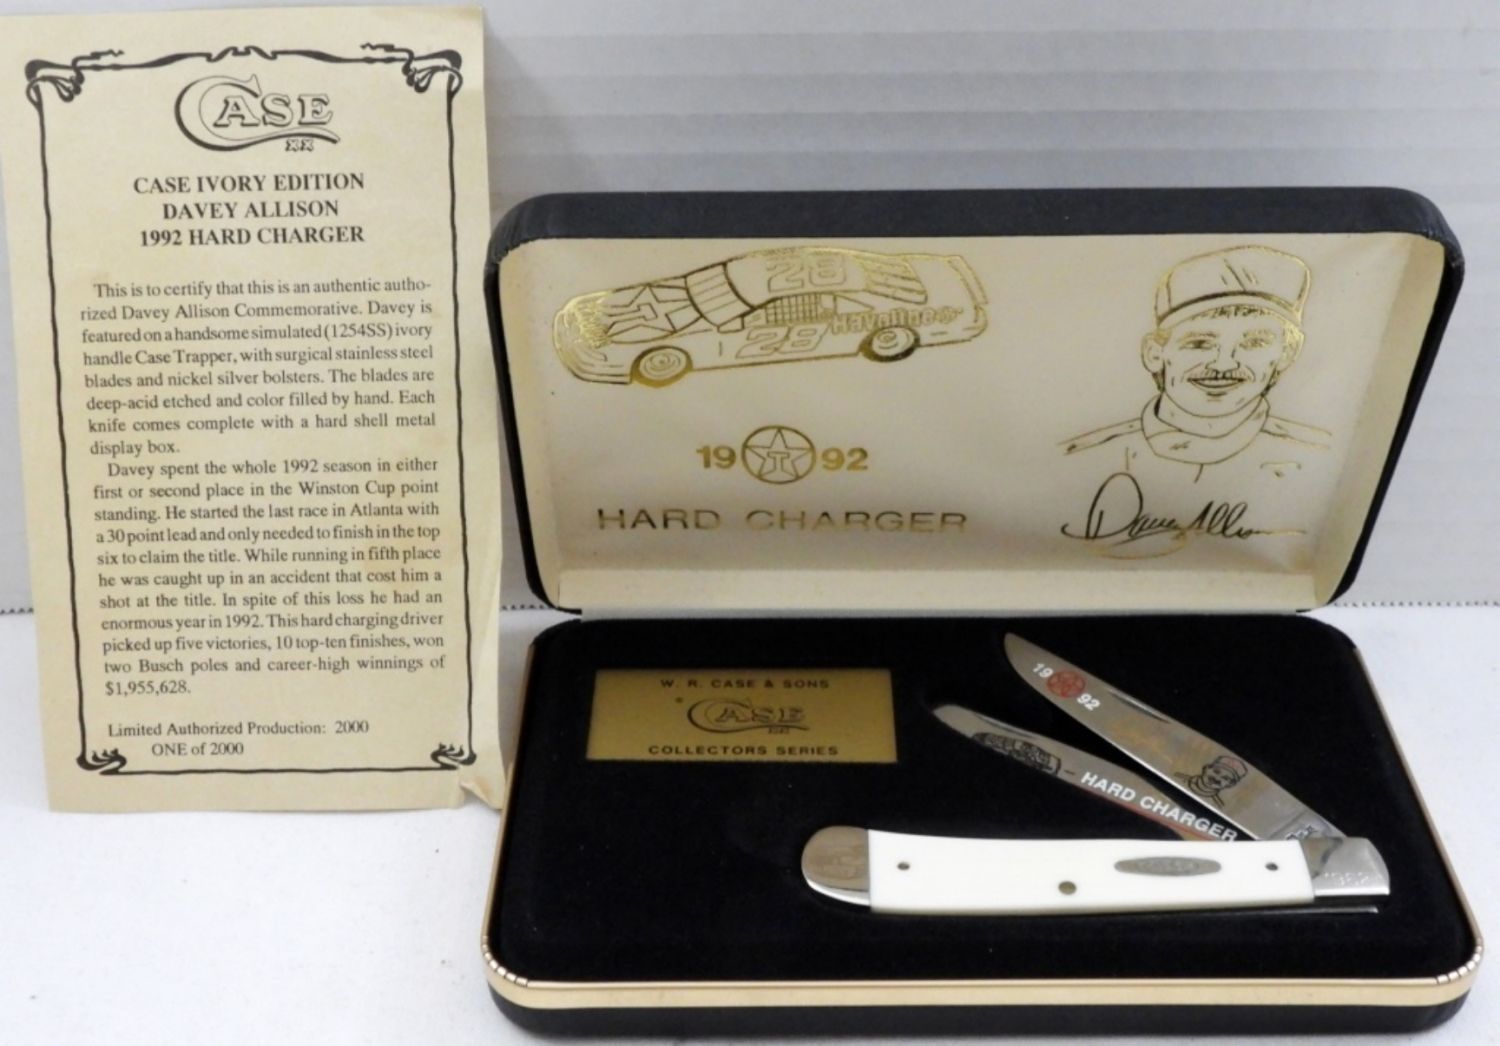 CASE
XX
CASE IVORY EDITION
DAVEY ALLISON
1992 HARD CHARGER
This is to certify that this is an authentic autho-
rized Davey Allison Commemorative. Davey is
featured on a handsome simulated (1254SS) ivory
handle Case Trapper, with surgical stainless steel
blades and nickel silver bolsters. The blades are
deep-acid etched and color filled by hand. Each
knife comes complete with a hard shell metal
display box.
Davey spent the whole 1992 season in either
first or second place in the Winston Cup point
standing. He started the last race in Atlanta with
a 30 point lead and only needed to finish in the top
six to claim the title. While running in fifth place
he was caught up in an accident that cost him a
shot at the title. In spite of this loss he had an
enormous year in 1992. This hard charging driver
picked up five victories, 10 top-ten finishes, won
two Busch poles and career-high winnings of
$1,955,628.
Limited Authorized Production: 2000
ONE of 2000
28
28 Havoline
19 T 92
HARD CHARGER
Davey Allison
W. R. CASE & SONS
CASE
XX
COLLECTORS SERIES
19 92
HARD CHARGER
CASE